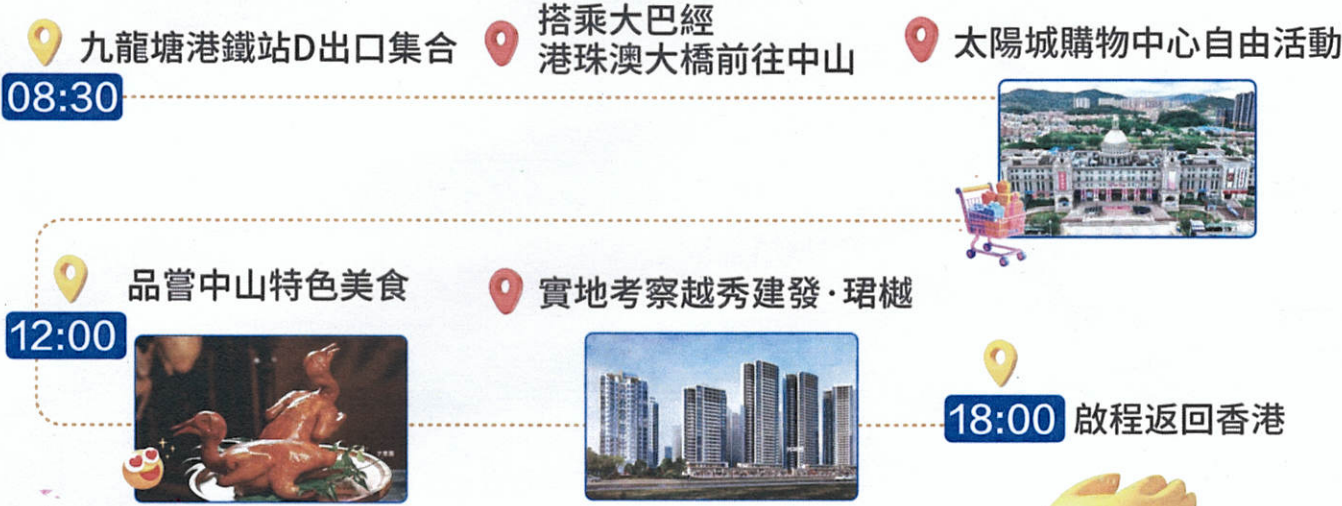 九龍塘港鐵站D出口集合
08:30
搭乘大巴經
港珠澳大橋前往中山
太陽城購物中心自由活動
品嘗中山特色美食
12:00
實地考察越秀建發·珺樾
18:00
啟程返回香港